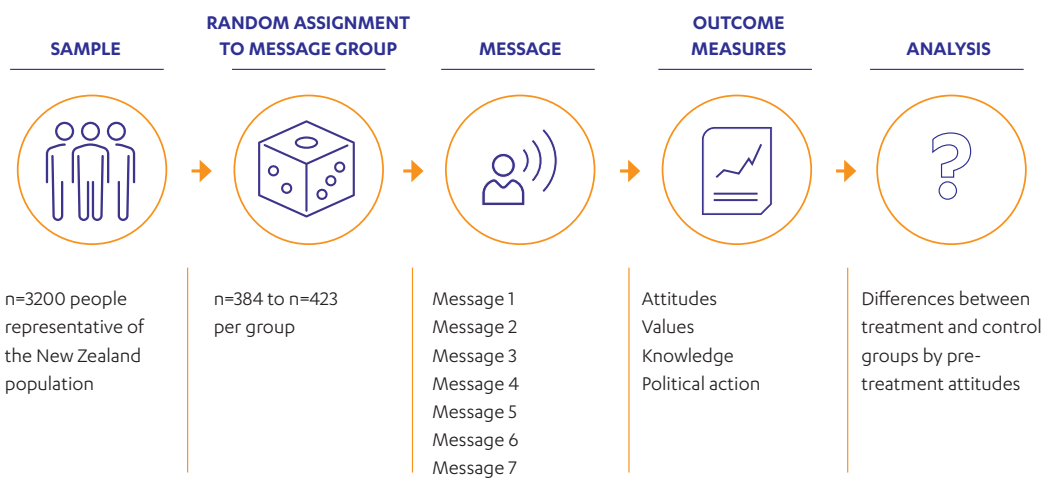 SAMPLE
RANDOM ASSIGNMENT
TO MESSAGE GROUP
MESSAGE
OUTCOME
MEASURES
ANALYSIS
n=3200 people
representative of
the New Zealand
population
n=384 to n=423
per group
Message 1
Message 2
Message 3
Message 4
Message 5
Message 6
Message 7
Attitudes
Values
Knowledge
Political action
Differences between
treatment and control
groups by pre-
treatment attitudes